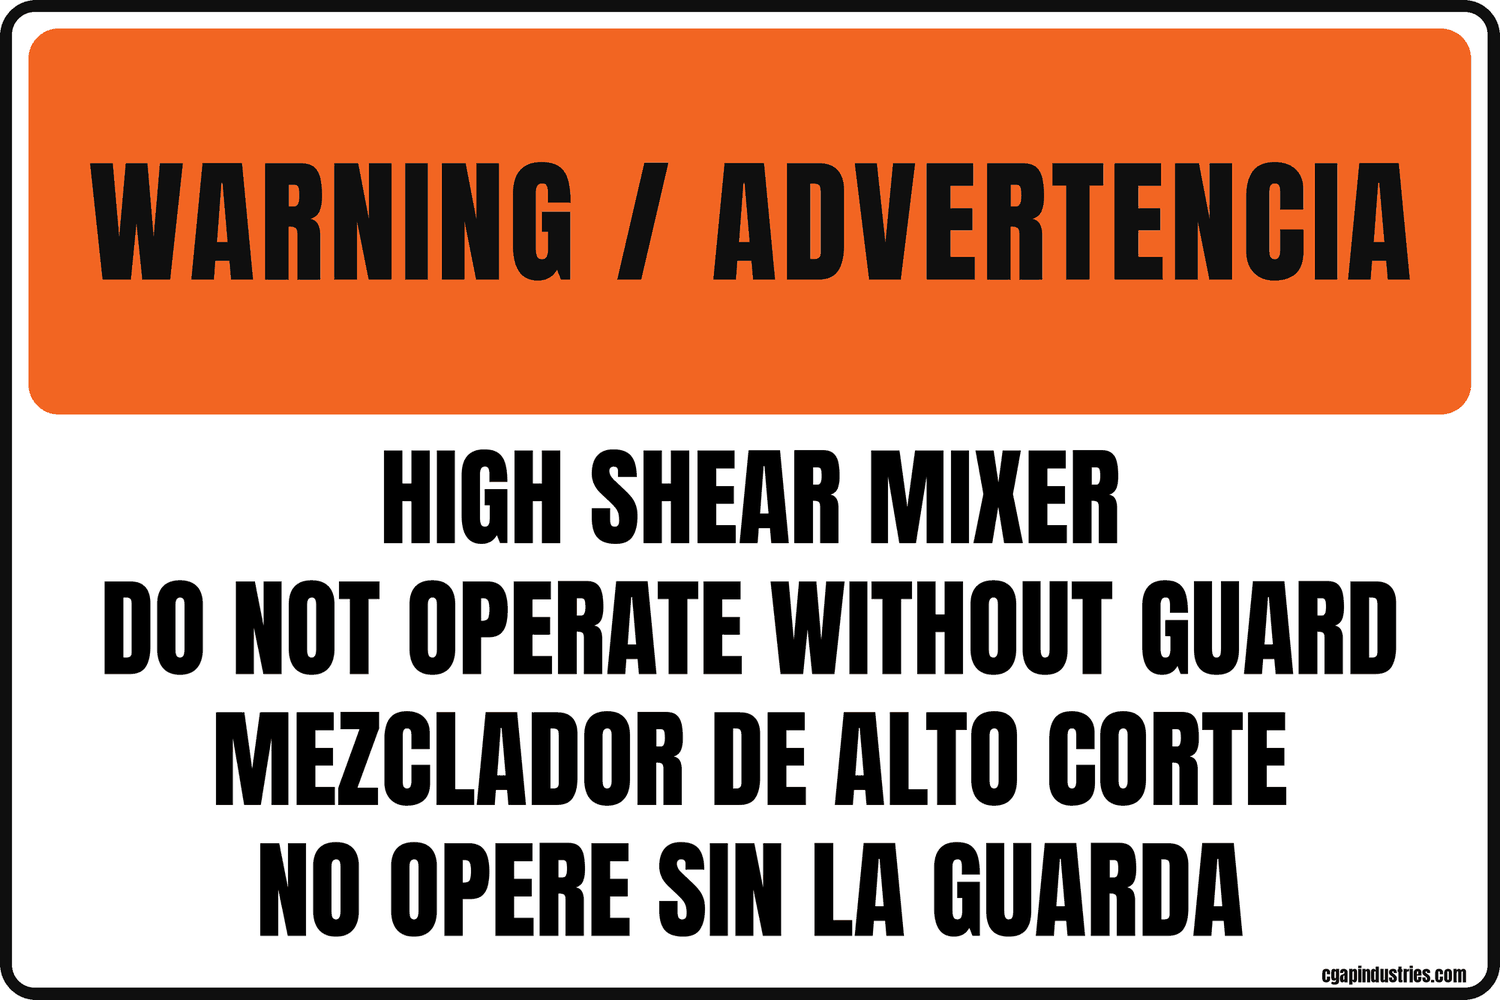 WARNING / ADVERTENCIA
HIGH SHEAR MIXER
DO NOT OPERATE WITHOUT GUARD
MEZCLADOR DE ALTO CORTE
NO OPERE SIN LA GUARDA
cgapindustries.com